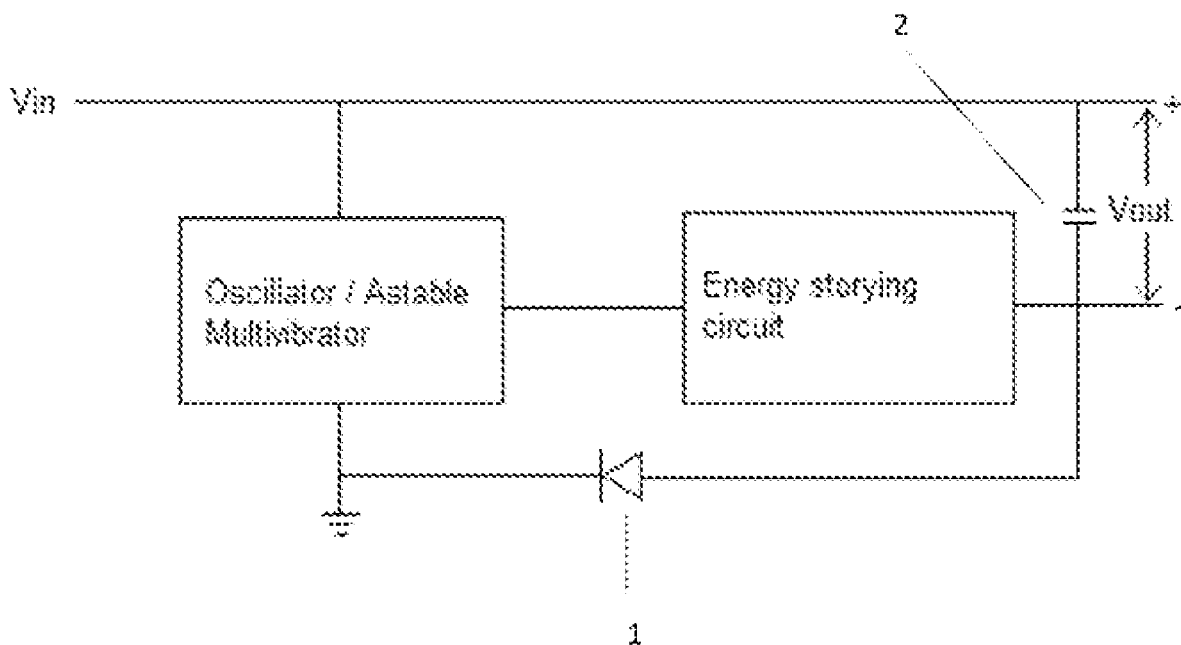 2
Vin
+
Vout
Oscillator / Astable
Multivibrator
Energy storying
circuit
-
1